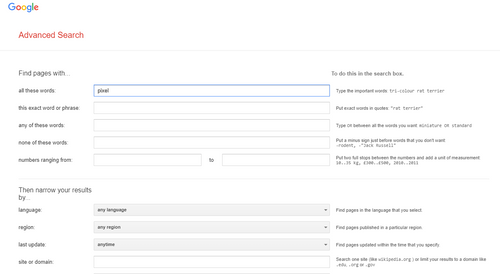 Google
Advanced Search
Find pages with...
To do this in the search box.
all these words:
pixel
Type the important words: tri-colour rat terrier
this exact word or phrase:
Put exact words in quotes: "rat terrier"
any of these words:
Type OR between all the words you want: miniature OR standard
none of these words:
Put a minus sign just before words that you don't want:
-rodent, -"Jack Russell"
numbers ranging from:
to
Put two full stops between the numbers and add a unit of measurement:
10..35 kg, £300..£500, 2010..2011
Then narrow your results
by...
language:
any language
Find pages in the language that you select.
region:
any region
Find pages published in a particular region.
last update:
anytime
Find pages updated within the time that you specify.
site or domain:
Search one site (like wikipedia.org ) or limit your results to a domain like
.edu, .org or .gov